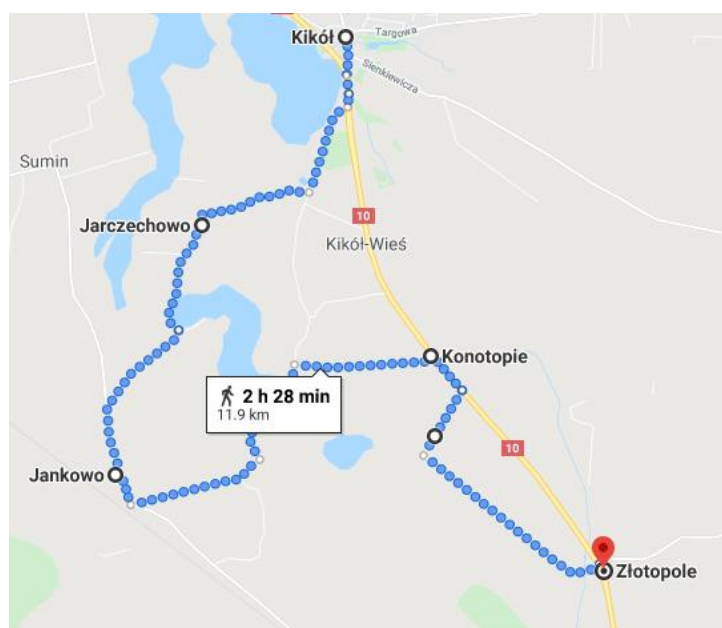 Kikół
Targowa
Sienkiewicza
Sumin
Jarczechowo
10
Kikół-Wieś
Konotopie
2 h 28 min
11.9 km
10
Jankowo
Złotopole